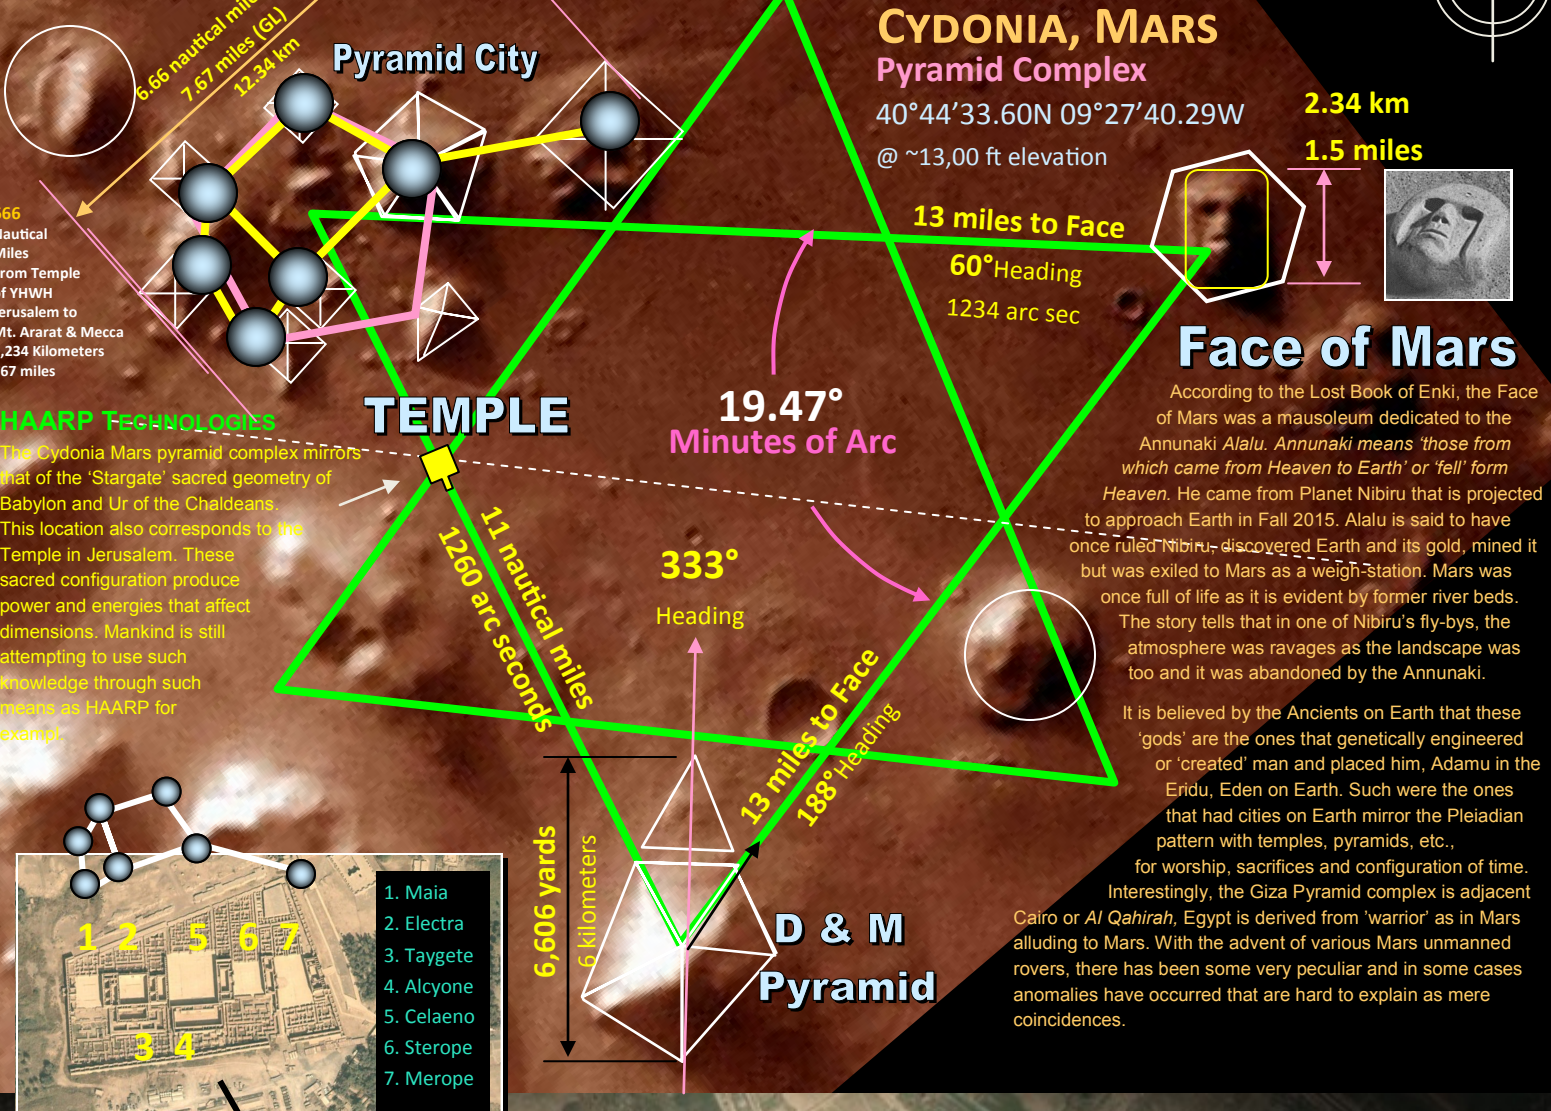 CYDONIA, MARS
Pyramid Complex
40°44’33.60N 09°27’40.29W
@ ~13,00 ft elevation
2.34 km
1.5 miles
6.66 nautical
7.67 miles (GL)
12.34 km
Pyramid City
13 miles to Face
60°Heading
1234 arc sec
Face of Mars
666
Nautical
Miles
from Temple
of YHWH
Jerusalem to
Mt. Ararat & Mecca
,234 Kilometers
67 miles
HAARP TECHNOLOGIES
The Cydonia Mars pyramid complex mirrors
that of the ‘Stargate’ sacred geometry of
Babylon and Ur of the Chaldeans.
This location also corresponds to the
Temple in Jerusalem. These
sacred configuration produce
power and energies that affect
dimensions. Mankind is still
attempting to use such
knowledge through such
means as HAARP for
exampl.
TEMPLE
19.47°
Minutes of Arc
333°
Heading
11 nautical miles
1260 arc seconds
13 miles to Face
188°Heading
6,606 yards
6 kilometers
D & M
Pyramid
According to the Lost Book of Enki, the Face
of Mars was a mausoleum dedicated to the
Annunaki Alalu. Annunaki means ‘those from
which came from Heaven to Earth’ or ‘fell’ form
Heaven. He came from Planet Nibiru that is projected
to approach Earth in Fall 2015. Alalu is said to have
once ruled Nibiru, discovered Earth and its gold, mined it
but was exiled to Mars as a weigh-station. Mars was
once full of life as it is evident by former river beds.
The story tells that in one of Nibiru’s fly-bys, the
atmosphere was ravages as the landscape was
too and it was abandoned by the Annunaki.
It is believed by the Ancients on Earth that these
‘gods’ are the ones that genetically engineered
or ‘created’ man and placed him, Adamu in the
Eridu, Eden on Earth. Such were the ones
that had cities on Earth mirror the Pleiadian
pattern with temples, pyramids, etc.,
for worship, sacrifices and configuration of time.
Interestingly, the Giza Pyramid complex is adjacent
Cairo or Al Qahirah, Egypt is derived from ’warrior’ as in Mars
alluding to Mars. With the advent of various Mars unmanned
rovers, there has been some very peculiar and in some cases
anomalies have occurred that are hard to explain as mere
coincidences.
1 2 5 6 7
3 4
1. Maia
2. Electra
3. Taygete
4. Alcyone
5. Celaeno
6. Sterope
7. Merope